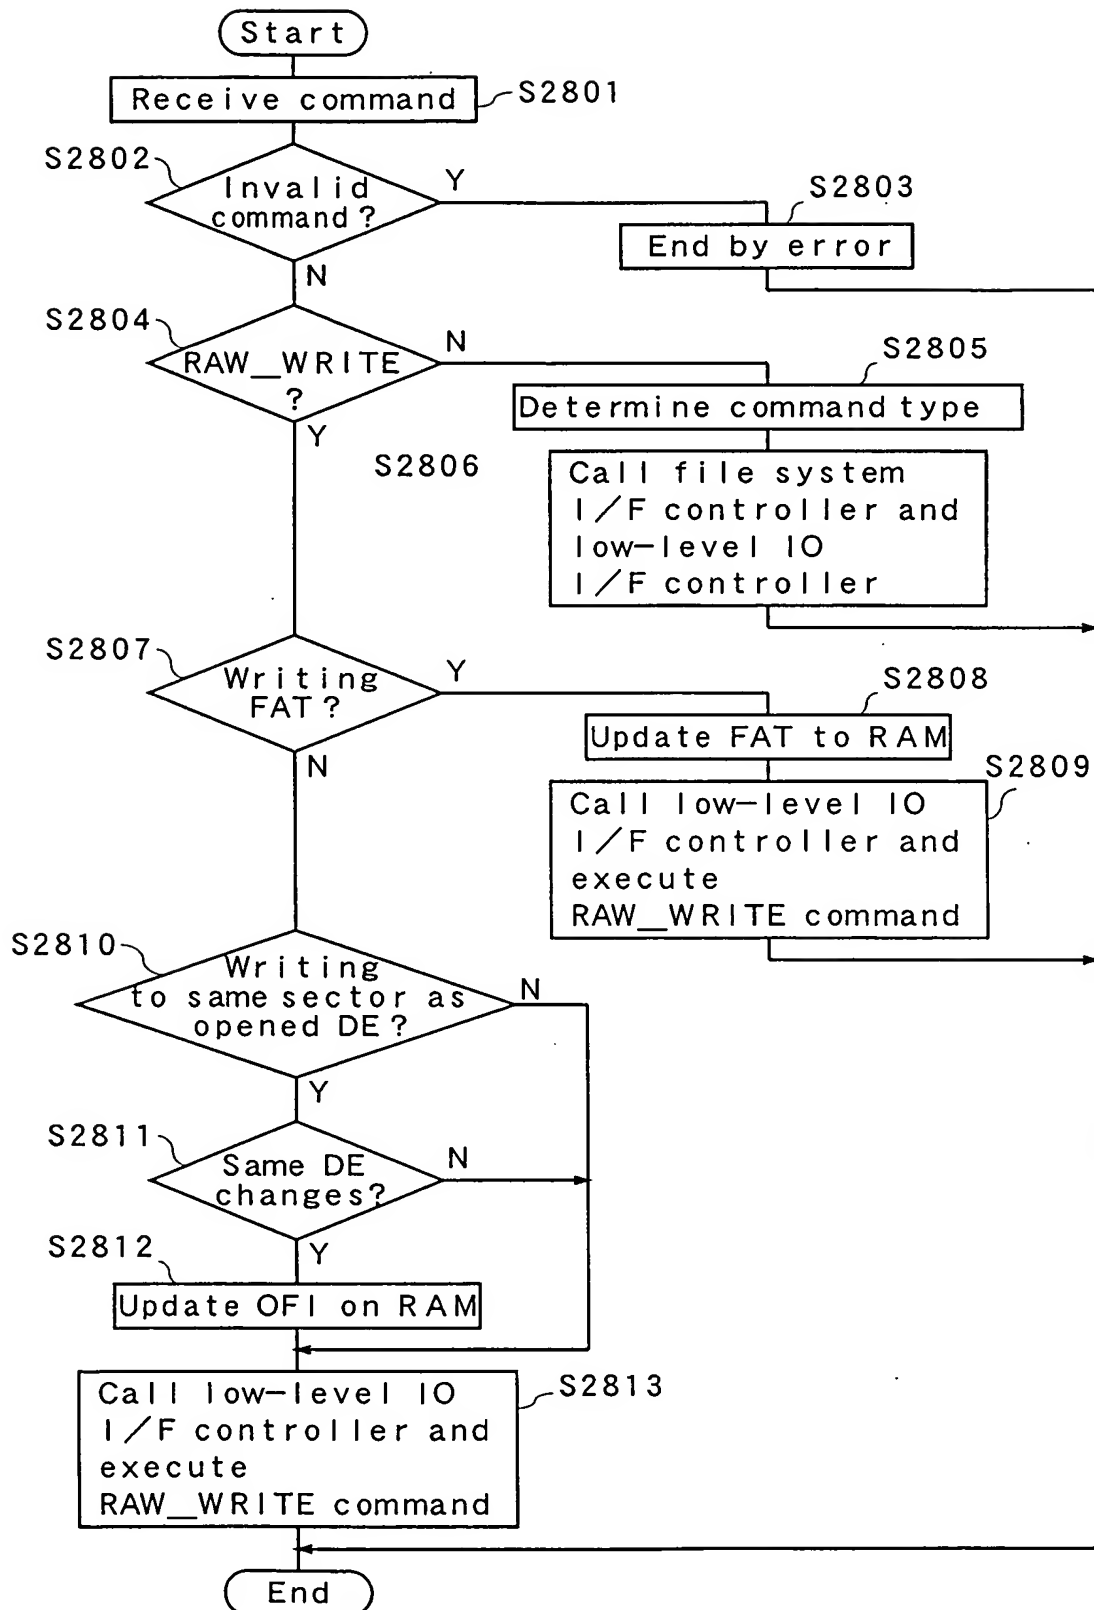 Start
Receive command
S2801
S2802
Invalid
command?
Y
N
S2803
End by error
S2804
RAW_WRITE
?
N
Y
S2805
Determine command type
S2806
Call file system
I/F controller and
low-level IO
I/F controller
S2807
Writing
FAT?
Y
N
S2808
Update FAT to RAM
S2809
Call low-level IO
I/F controller and
execute
RAW_WRITE command
S2810
Writing
to same sector as
opened DE?
N
Y
S2811
Same DE
changes?
N
Y
S2812
Update OFI on RAM
Call low-level IO
I/F controller and
execute
RAW_WRITE command
S2813
End